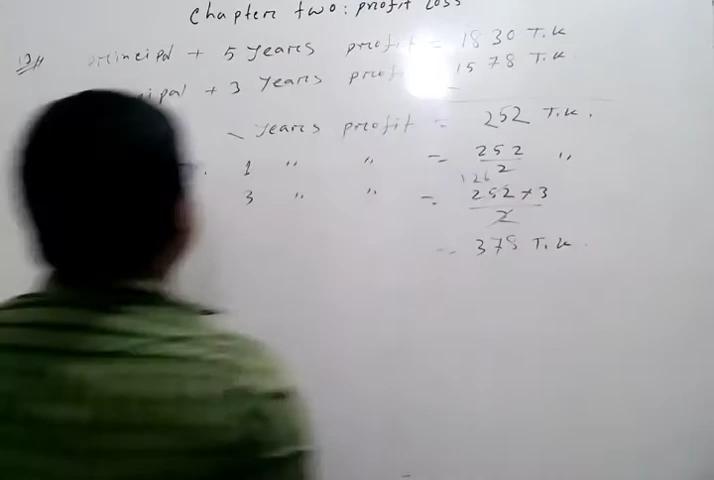 Chapter two: profit Loss
principal + 5 years profit = 1830 T.K
+ 3 years 1578 T.K
years profit = 252 T.K.
1 " " = 252/2 "
3 " " = 126 252×3/2
= 378 T.K